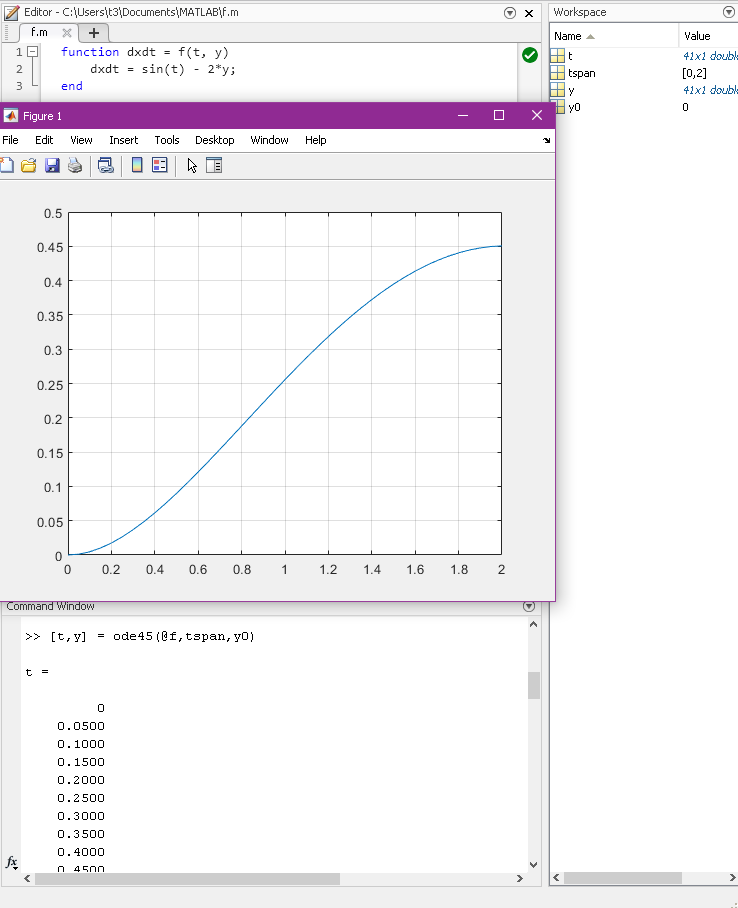 Editor - C:\Users\t3\Documents\MATLAB\f.m
f.m
1 function dxdt = f(t, y)
2 dxdt = sin(t) - 2*y;
3 end
Workspace
Name Value
t 41x1 double
tspan [0,2]
y 41x1 double
y0 0
Figure 1
File Edit View Insert Tools Desktop Window Help
0.5
0.45
0.4
0.35
0.3
0.25
0.2
0.15
0.1
0.05
0
0 0.2 0.4 0.6 0.8 1 1.2 1.4 1.6 1.8 2
Command Window
>> [t,y] = ode45(@f,tspan,y0)
t =
0
0.0500
0.1000
0.1500
0.2000
0.2500
0.3000
0.3500
0.4000
0.4500
fx